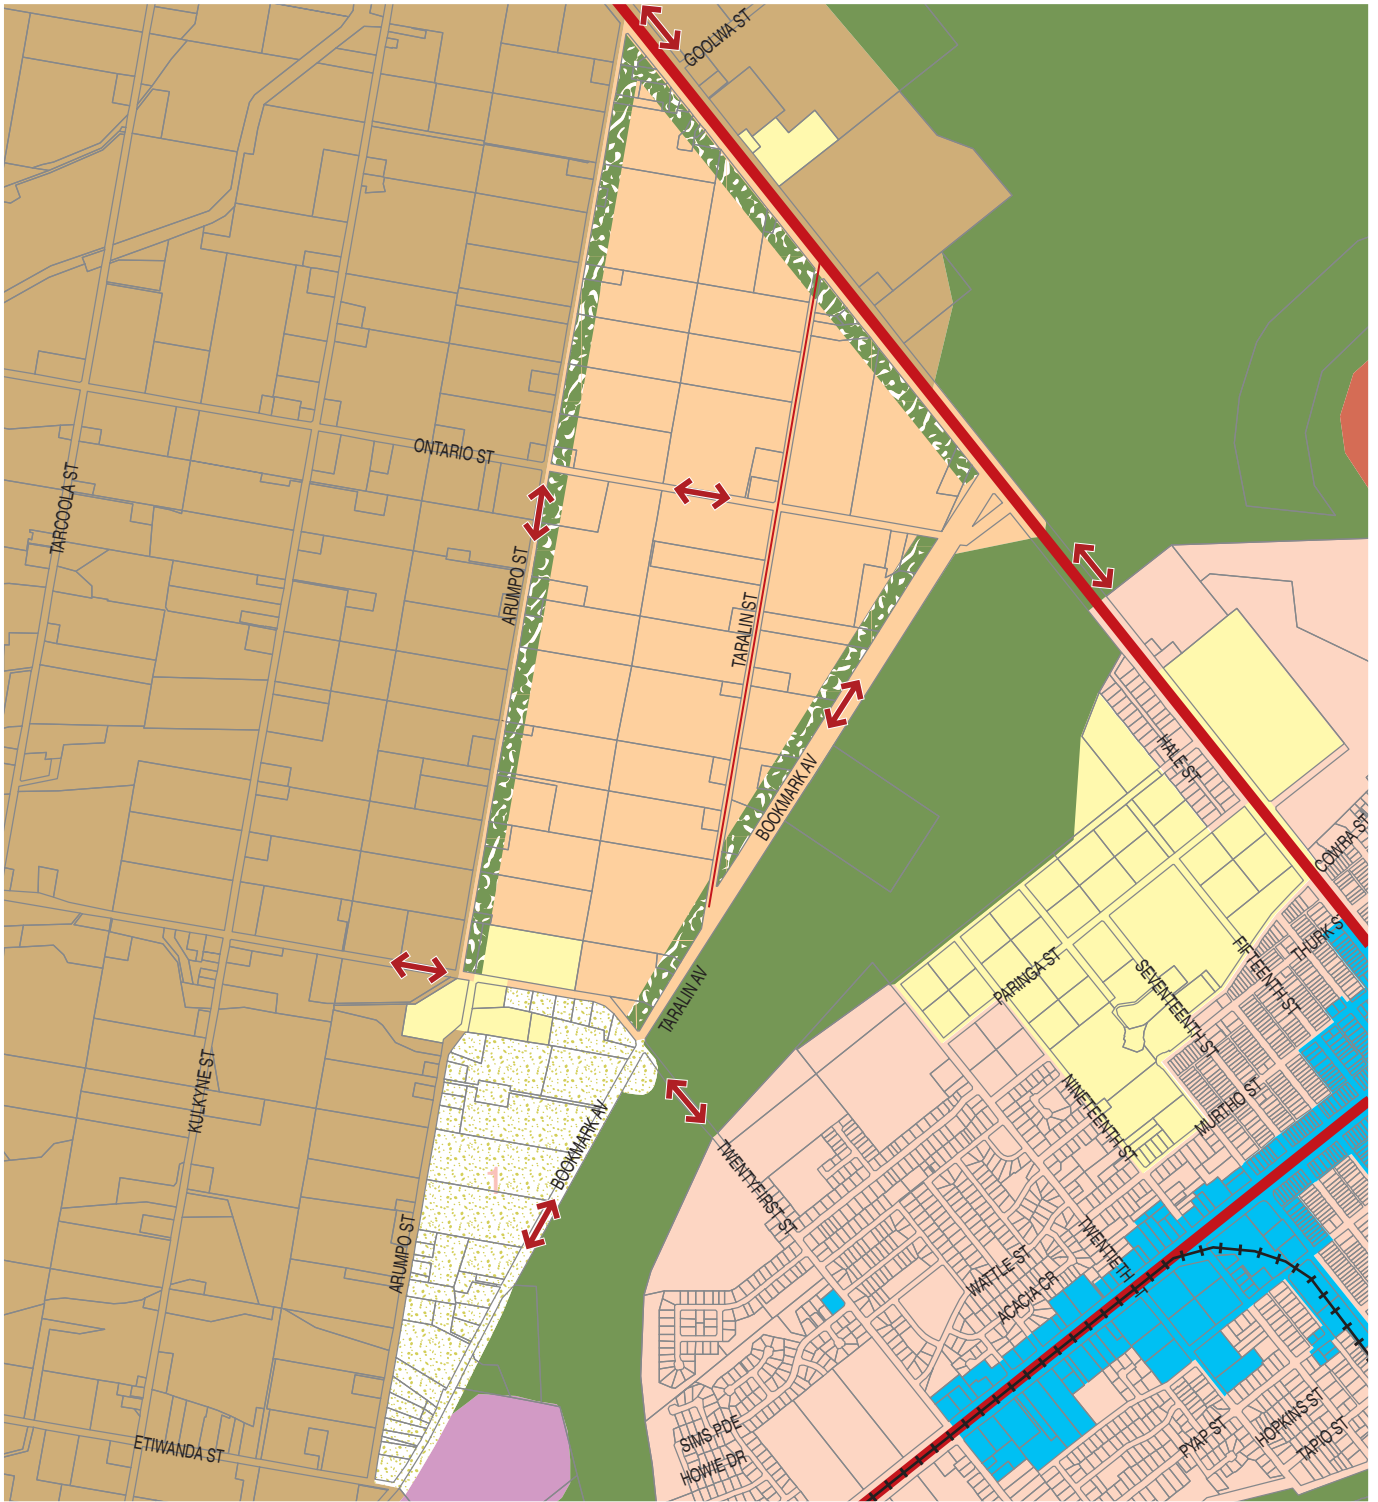 GOOLWA ST
ONTARIO ST
TARCOOLA ST
ARUMPO ST
TARALIN ST
BOOKMARK AV
HALE ST
COWRA ST
THURK S
FIFTEENTH ST
PARINGA ST
SEVENTEENTH ST
TARALIN AV
KULKYNE ST
NINETEENTH ST
MURTHO ST
BOOKMARK AV
1
TWENTYFIRST ST
ARUMPO ST
TWENTIETH ST
WATTLE ST
ACACIA CR
SIMS PDE
HOWIE DR
PYAP ST
HOPKINS ST
TAPIO ST
ETIWANDA ST